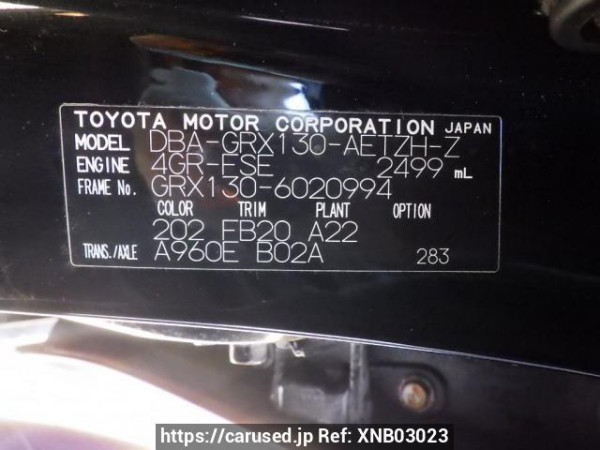 TOYOTA MOTOR CORPORATION JAPAN
MODEL DBA-GRX130-AETZH-Z
ENGINE 4GR-FSE 2499 mL
FRAME No. GRX130-6020994
COLOR TRIM PLANT OPTION
202 FB20 A22
TRANS./AXLE A960E B02A 283
https://carused.jp Ref: XNB03023